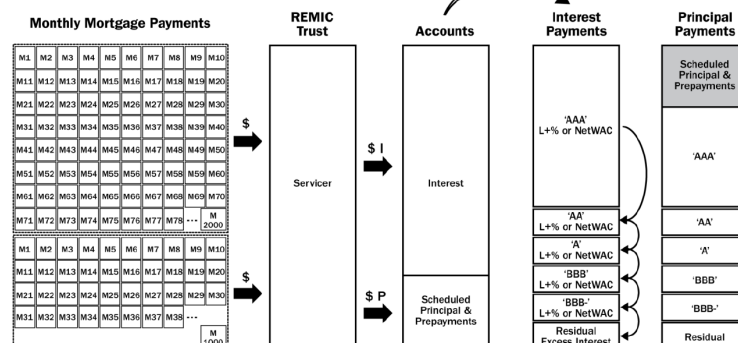 Monthly Mortgage Payments
REMIC
Trust
Accounts
Interest
Payments
Principal
Payments
M1 M2 M3 M4 M5 M6 M7 M8 M9 M10
M11 M12 M13 M14 M15 M16 M17 M18 M19 M20
M21 M22 M23 M24 M25 M26 M27 M28 M29 M30
M31 M32 M33 M34 M35 M36 M37 M38 M39 M40
M41 M42 M43 M44 M45 M46 M47 M48 M49 M50
M51 M52 M53 M54 M55 M56 M57 M58 M59 M60
M61 M62 M63 M64 M65 M66 M67 M68 M69 M70
M71 M72 M73 M74 M75 M76 M77 M78 --- M
2000
M1 M2 M3 M4 M5 M6 M7 M8 M9 M10
M11 M12 M13 M14 M15 M16 M17 M18 M19 M20
M21 M22 M23 M24 M25 M26 M27 M28 M29 M30
M31 M32 M33 M34 M35 M36 M37 M38 ---
M
1000
$
$
Servicer
$ I
$ P
Interest
Scheduled
Principal &
Prepayments
'AAA'
L+% or NetWAC
'AA'
L+% or NetWAC
'A'
L+% or NetWAC
'BBB'
L+% or NetWAC
'BBB-'
L+% or NetWAC
Residual
Excess Interest
Scheduled
Principal &
Prepayments
'AAA'
'AA'
'A'
'BBB'
'BBB-'
Residual